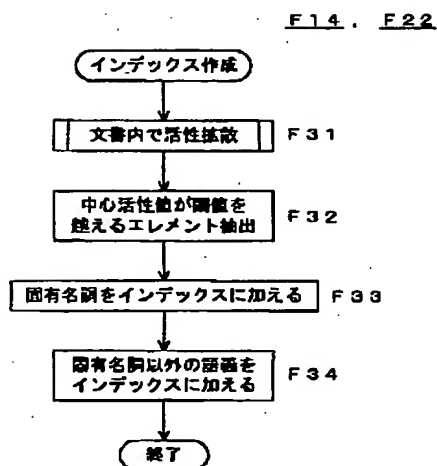 F14, F22
インデックス作成
文書内で活性拡散 F31
中心活性値が閾値を
越えるエレメント抽出 F32
固有名詞をインデックスに加える F33
固有名詞以外の語義を
インデックスに加える F34
終了